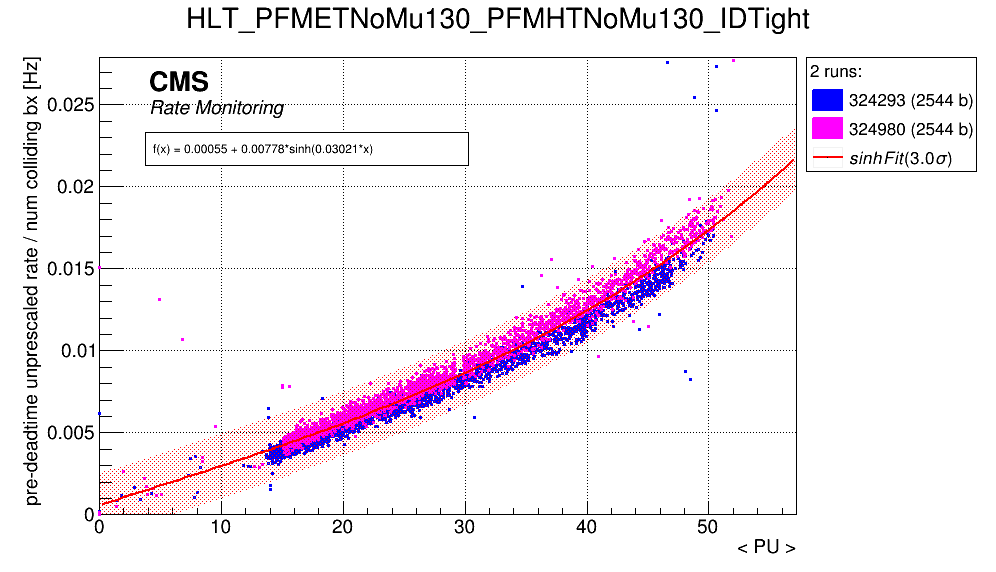 HLT_PFMETNoMu130_PFMHTNoMu130_IDTight
pre-deadtime unprescaled rate / num colliding bx [Hz]
CMS
Rate Monitoring
f(x) = 0.00055 + 0.00778*sinh(0.03021*x)
0.025
0.02
0.015
0.01
0.005
0
0 10 20 30 40 50
< PU >
2 runs:
324293 (2544 b)
324980 (2544 b)
sinhFit(3.0σ)